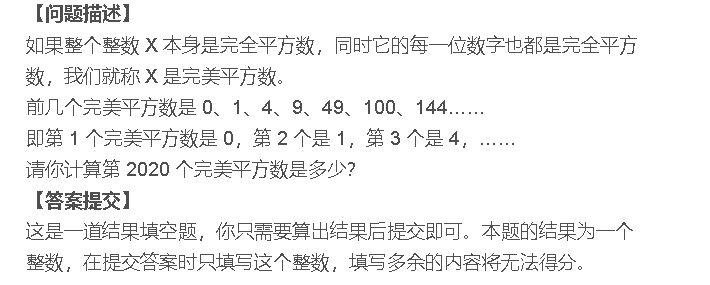 【问题描述】
如果整个整数 X 本身是完全平方数，同时它的每一位数字也都是完全平方
数，我们就称 X 是完美平方数。
前几个完美平方数是 0、1、4、9、49、100、144……
即第 1 个完美平方数是 0，第 2 个是 1，第 3 个是 4，……
请你计算第 2020 个完美平方数是多少?
【答案提交】
这是一道结果填空题，你只需要算出结果后提交即可。本题的结果为一个
整数，在提交答案时只填写这个整数，填写多余的内容将无法得分。